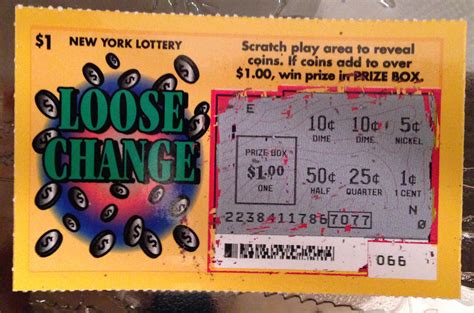 $1 NEW YORK LOTTERY
Scratch play area to reveal
coins. If coins add to over
$1.00, win prize in PRIZE BOX.
LOOSE
CHANGE
E
10¢ 10¢ 5¢
DIME DIME NICKEL
PRIZE BOX
$1.00
ONE
50¢ 25¢ 1¢
HALF QUARTER 1 CENT
N
22384117867077 0
066